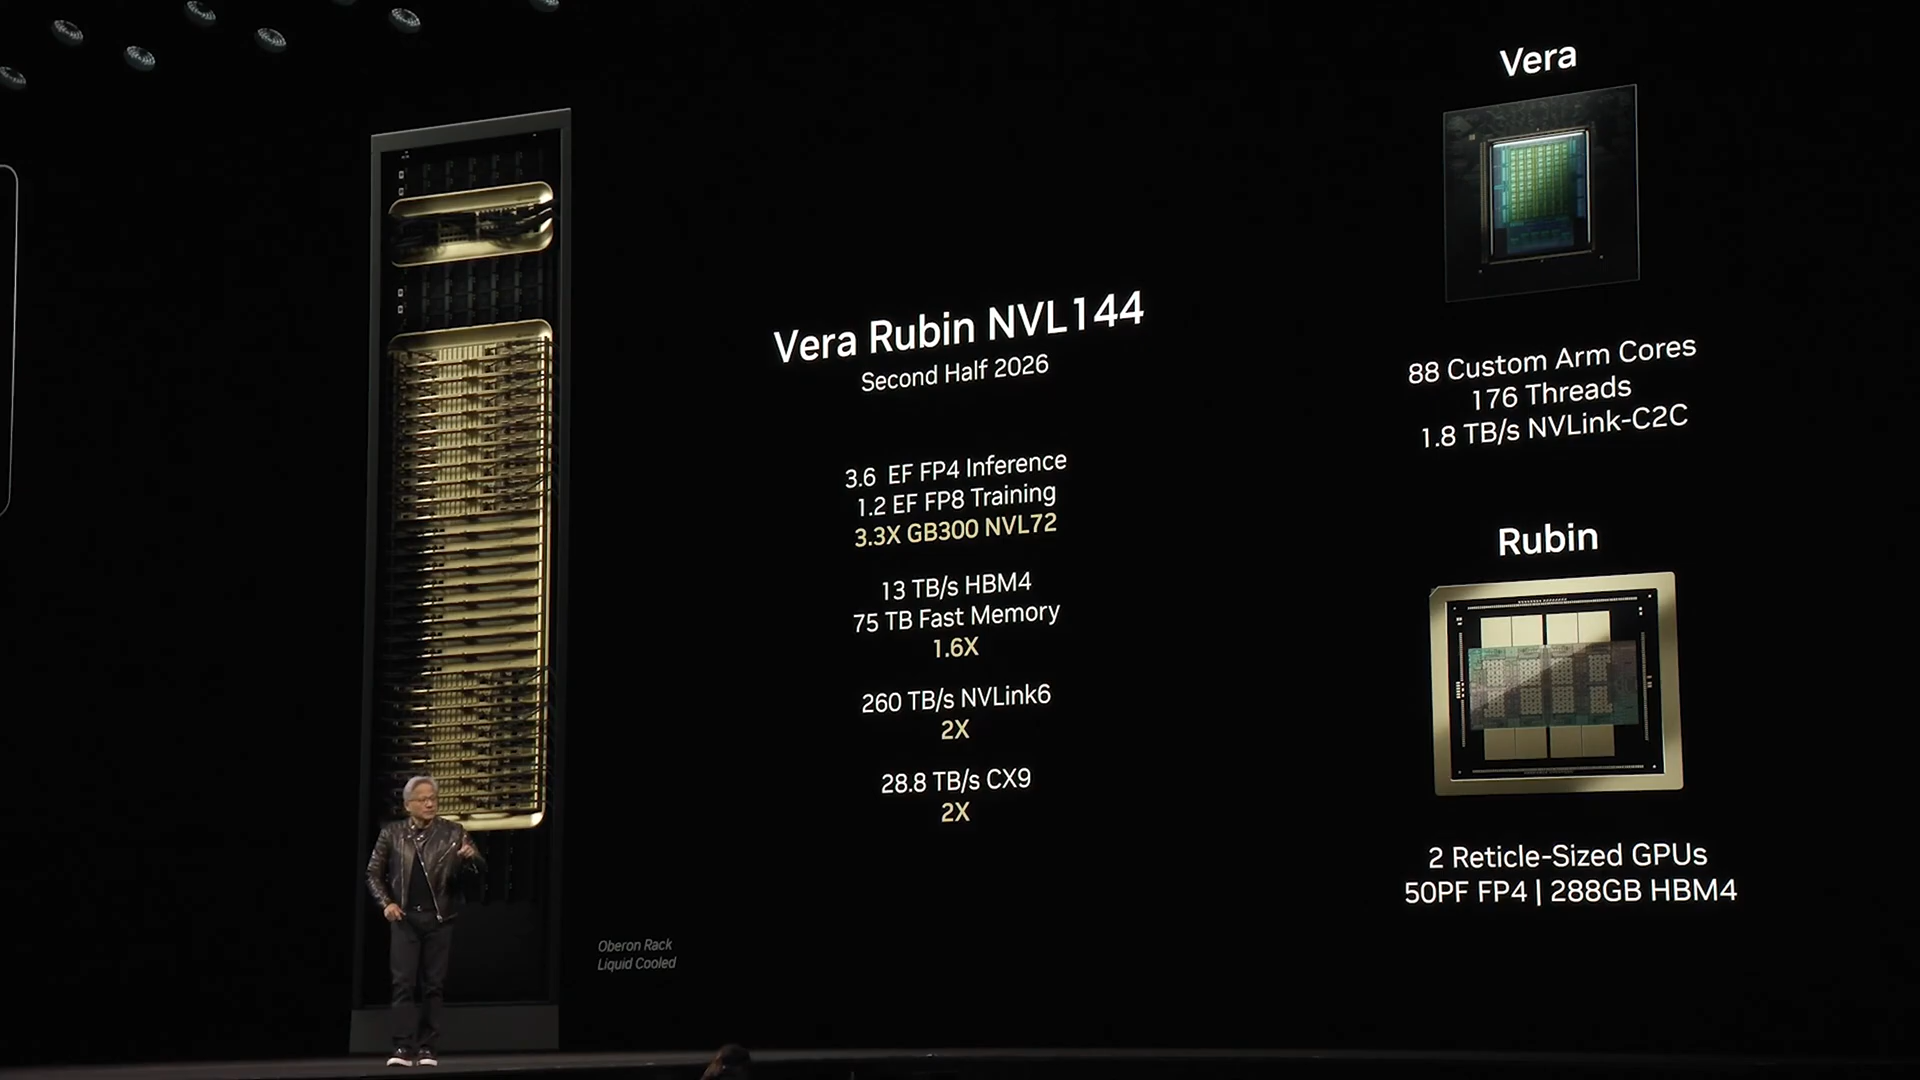 Vera Rubin NVL144
Second Half 2026
3.6 EF FP4 Inference
1.2 EF FP8 Training
3.3X GB300 NVL72
13 TB/s HBM4
75 TB Fast Memory
1.6X
260 TB/s NVLink6
2X
28.8 TB/s CX9
2X
Oberon Rack
Liquid Cooled
Vera
88 Custom Arm Cores
176 Threads
1.8 TB/s NVLink-C2C
Rubin
2 Reticle-Sized GPUs
50PF FP4 | 288GB HBM4